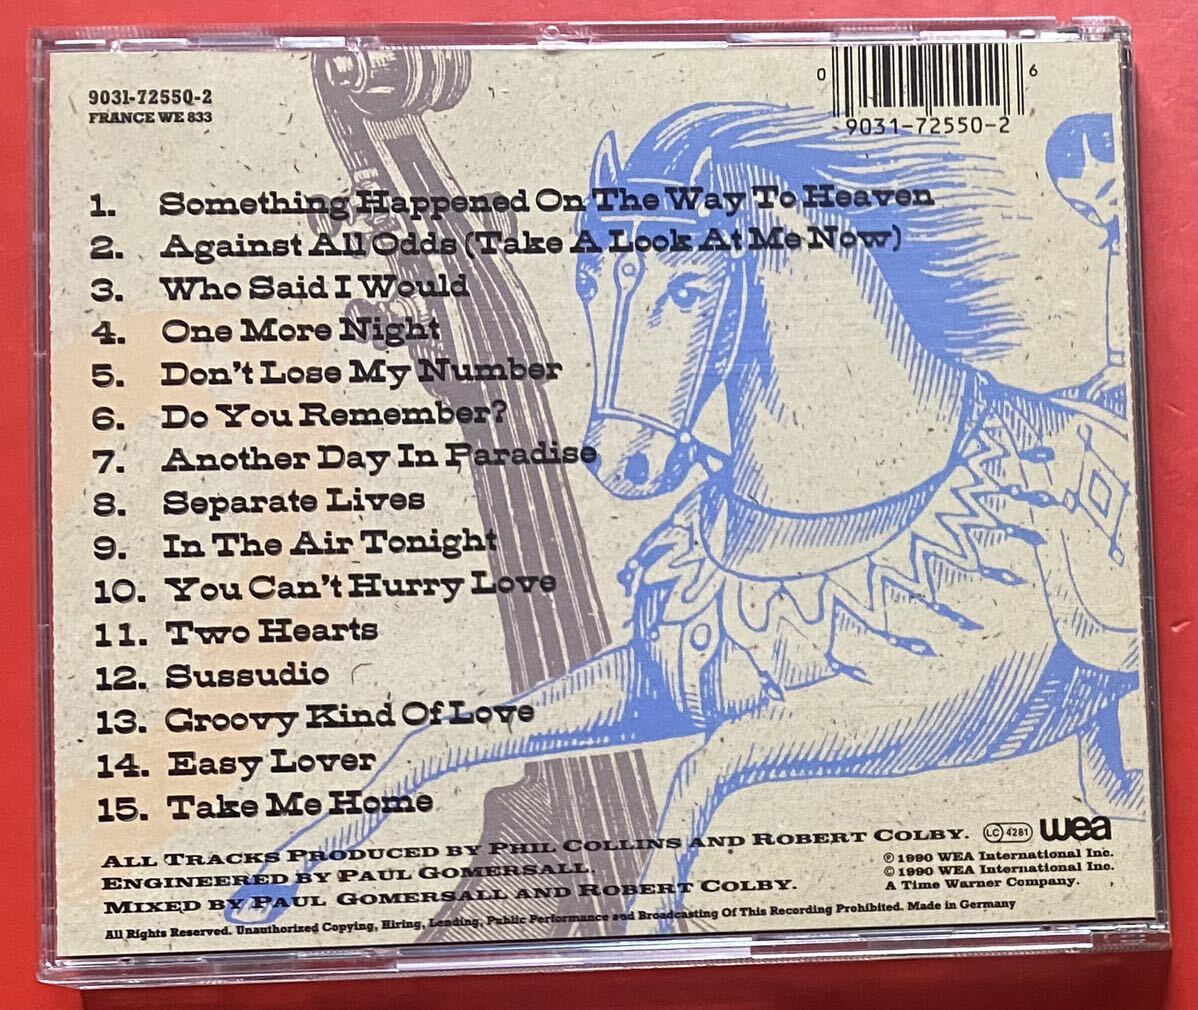 9031-72550-2
FRANCE WE 833
0 6
9031-72550-2
1. Something Happened On The Way To Heaven
2. Against All Odds (Take A Look At Me Now)
3. Who Said I Would
4. One More Night
5. Don't Lose My Number
6. Do You Remember?
7. Another Day In Paradise
8. Separate Lives
9. In The Air Tonight
10. You Can't Hurry Love
11. Two Hearts
12. Sussudio
13. Groovy Kind Of Love
14. Easy Lover
15. Take Me Home
All Tracks Produced by Phil Collins and Robert Colby.
Engineered by Paul Gomersall.
Mixed by Paul Gomersall and Robert Colby.
LC 4281 wea
℗ 1990 WEA International Inc.
© 1990 WEA International Inc.
A Time Warner Company.
All Rights Reserved. Unauthorized Copying, Hiring, Lending, Public Performance and Broadcasting Of This Recording Prohibited. Made in Germany